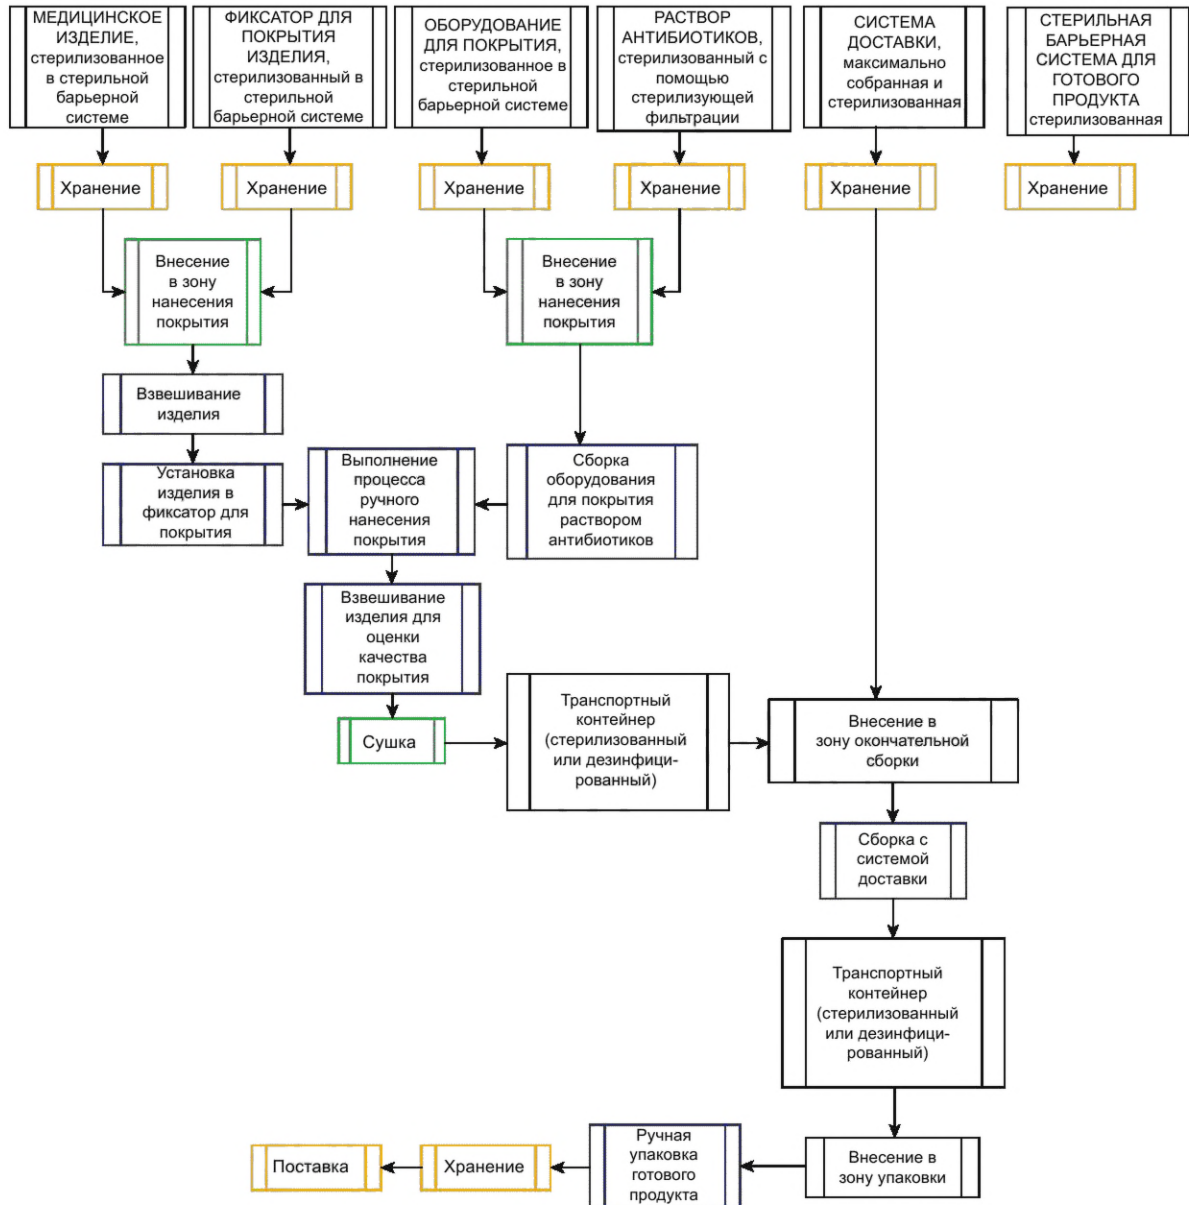 МЕДИЦИНСКОЕ
ИЗДЕЛИЕ,
стерилизованное
в стерильной
барьерной
системе
ФИКСАТОР ДЛЯ
ПОКРЫТИЯ
ИЗДЕЛИЯ,
стерилизованный в
стерильной
барьерной системе
ОБОРУДОВАНИЕ
ДЛЯ ПОКРЫТИЯ,
стерилизованное в
стерильной
барьерной системе
РАСТВОР
АНТИБИОТИКОВ,
стерилизованный с
помощью
стерилизующей
фильтрации
СИСТЕМА
ДОСТАВКИ,
максимально
собранная и
стерилизованная
СТЕРИЛЬНАЯ
БАРЬЕРНАЯ
СИСТЕМА ДЛЯ
ГОТОВОГО
ПРОДУКТА
стерилизованная
Хранение
Хранение
Хранение
Хранение
Хранение
Хранение
Внесение
в зону
нанесения
покрытия
Внесение
в зону
нанесения
покрытия
Взвешивание
изделия
Установка
изделия в
фиксатор для
покрытия
Выполнение
процесса
ручного
нанесения
покрытия
Сборка
оборудования
для покрытия
раствором
антибиотиков
Взвешивание
изделия для
оценки
качества
покрытия
Сушка
Транспортный
контейнер
(стерилизованный
или дезинфици-
рованный)
Внесение в
зону окончательной
сборки
Сборка с
системой
доставки
Транспортный
контейнер
(стерилизованный
или дезинфици-
рованный)
Поставка
Хранение
Ручная
упаковка
готового
продукта
Внесение в
зону упаковки